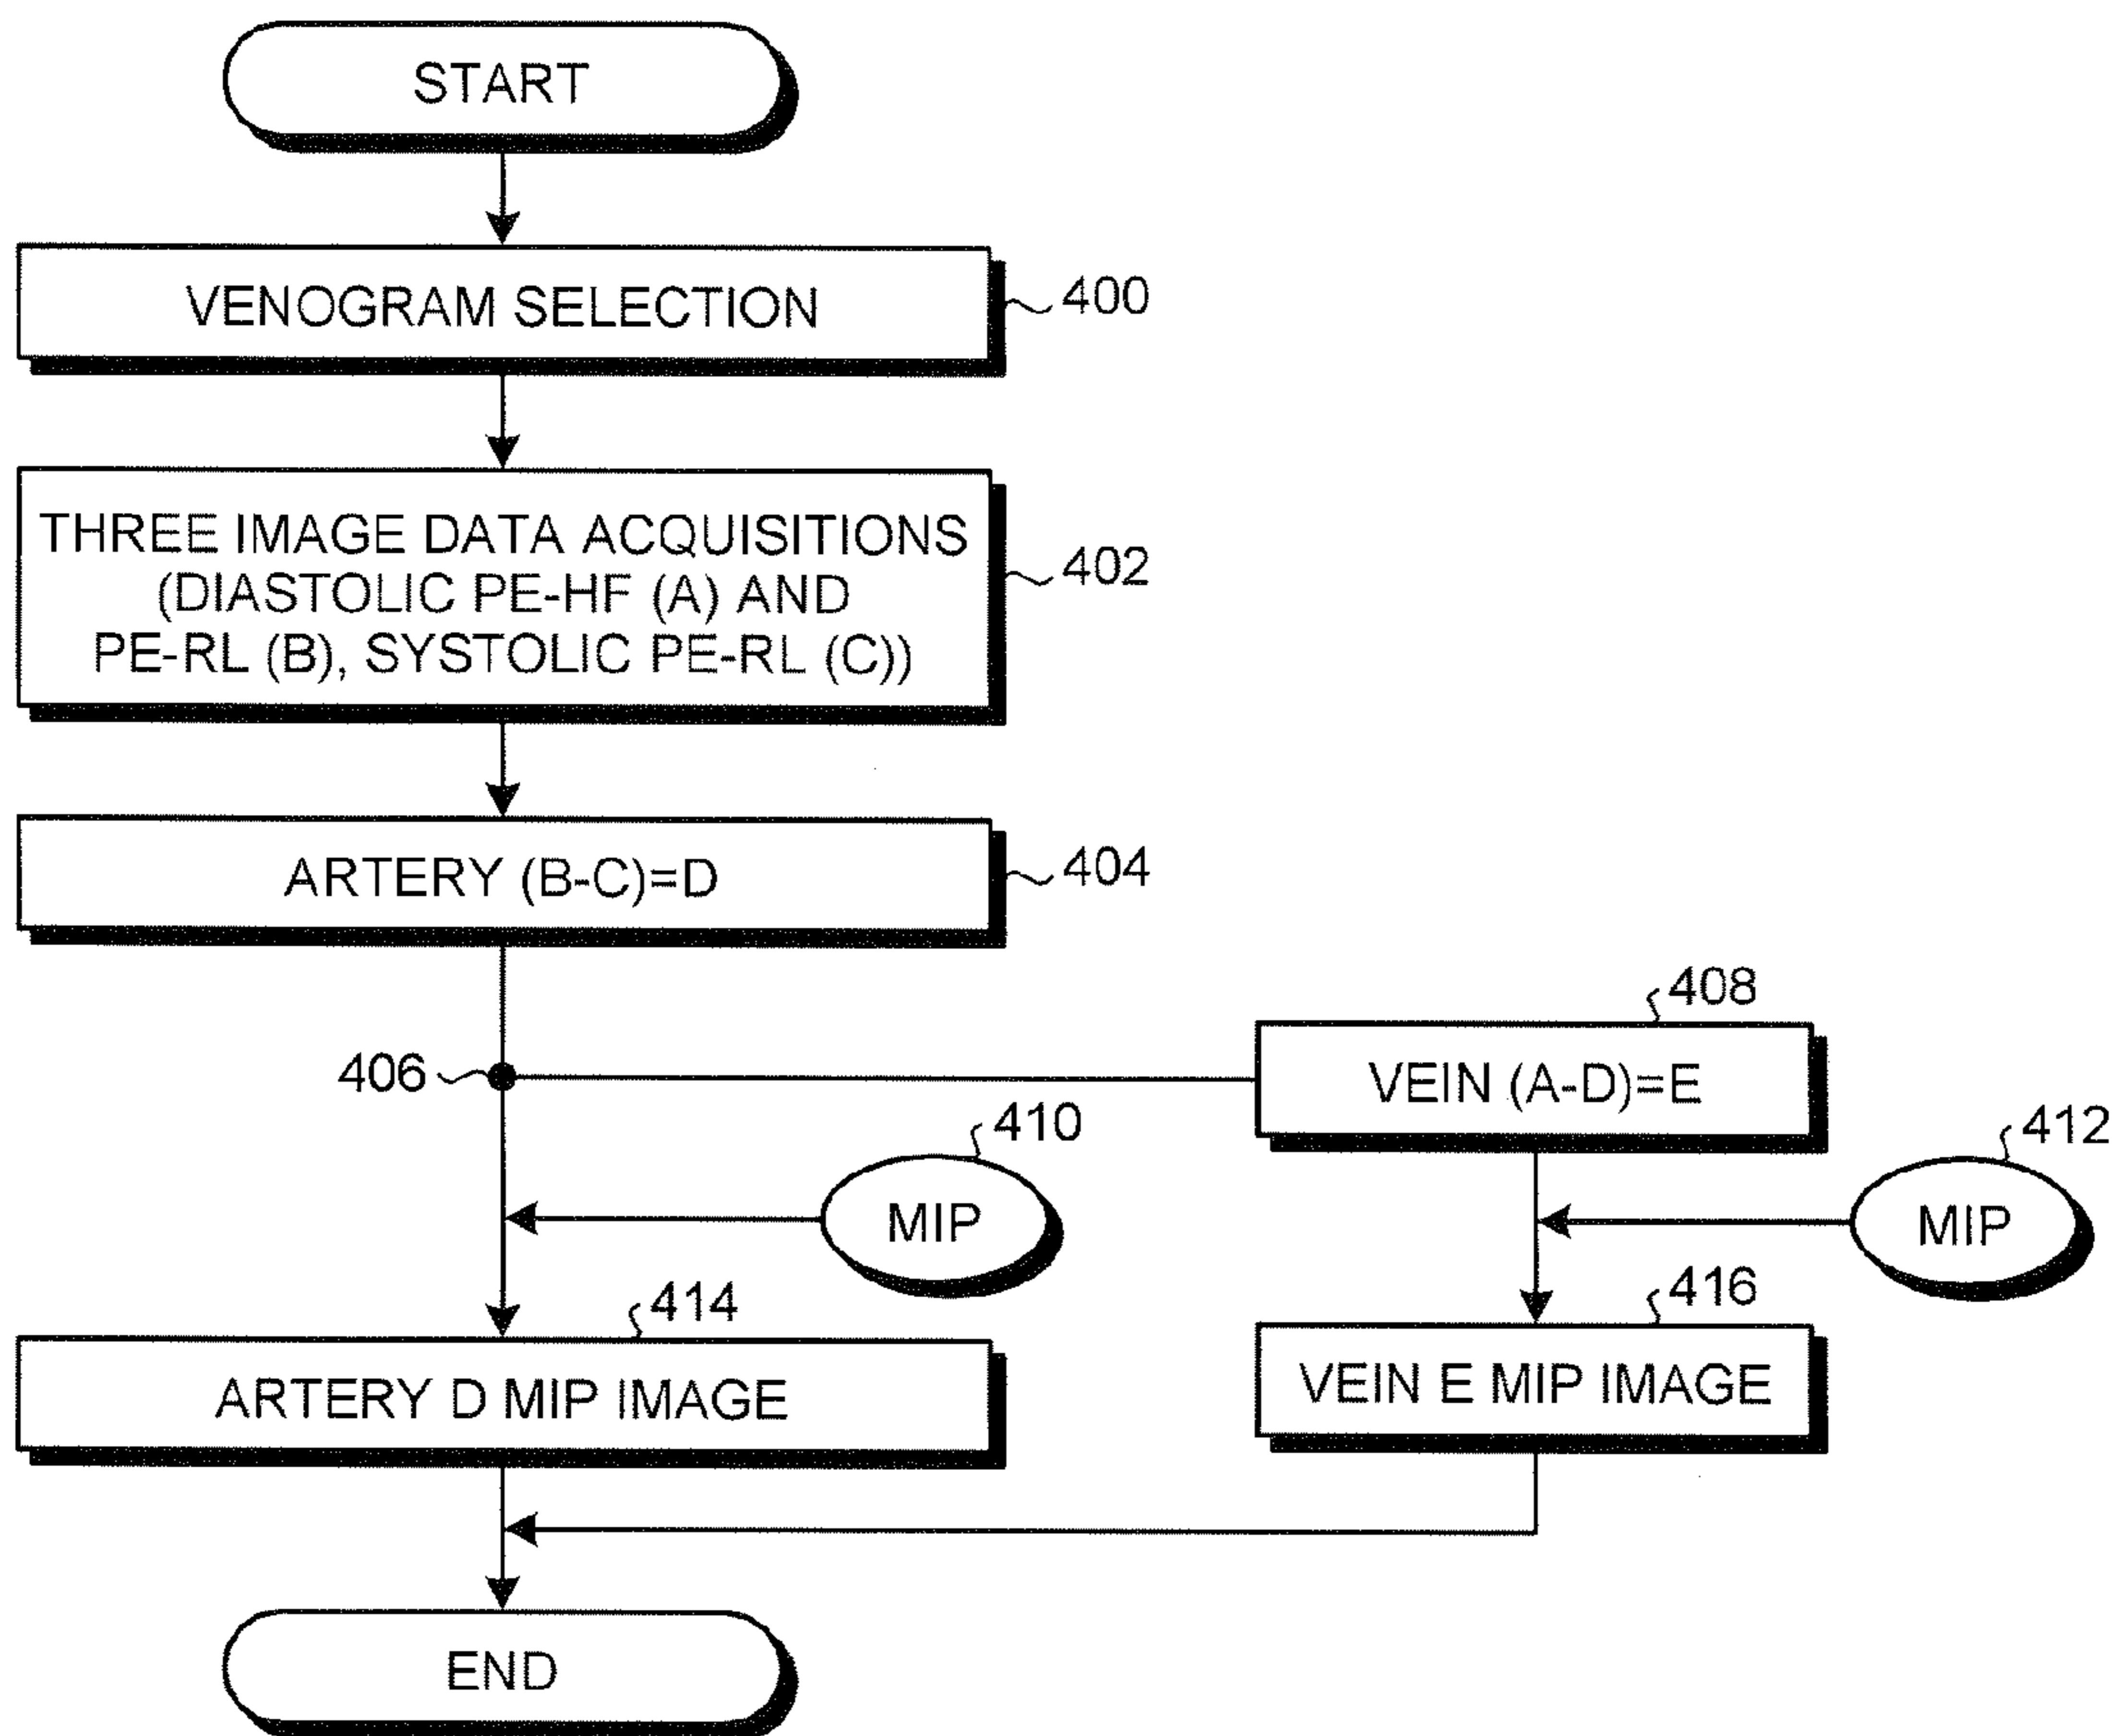 START
VENOGRAM SELECTION
400
THREE IMAGE DATA ACQUISITIONS
(DIASTOLIC PE-HF (A) AND
PE-RL (B), SYSTOLIC PE-RL (C))
402
ARTERY (B-C)=D
404
406
408
VEIN (A-D)=E
410
MIP
412
MIP
414
ARTERY D MIP IMAGE
416
VEIN E MIP IMAGE
END